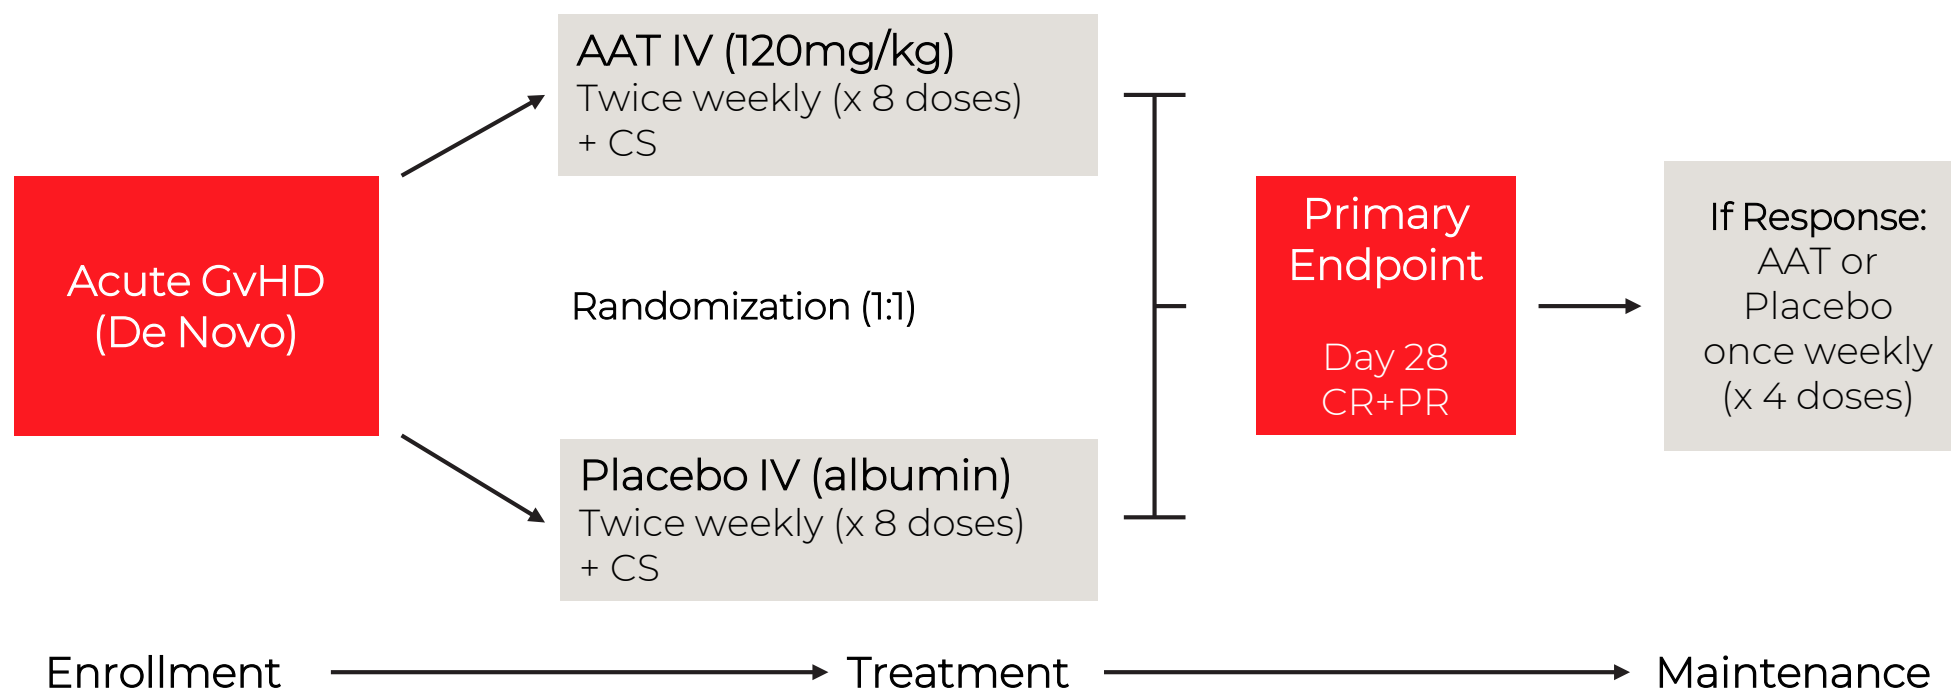 Acute GvHD
(De Novo)
AAT IV (120mg/kg)
Twice weekly (x 8 doses)
+ CS
Randomization (1:1)
Placebo IV (albumin)
Twice weekly (x 8 doses)
+ CS
Primary
Endpoint
Day 28
CR+PR
If Response:
AAT or
Placebo
once weekly
(x 4 doses)
Enrollment
Treatment
Maintenance